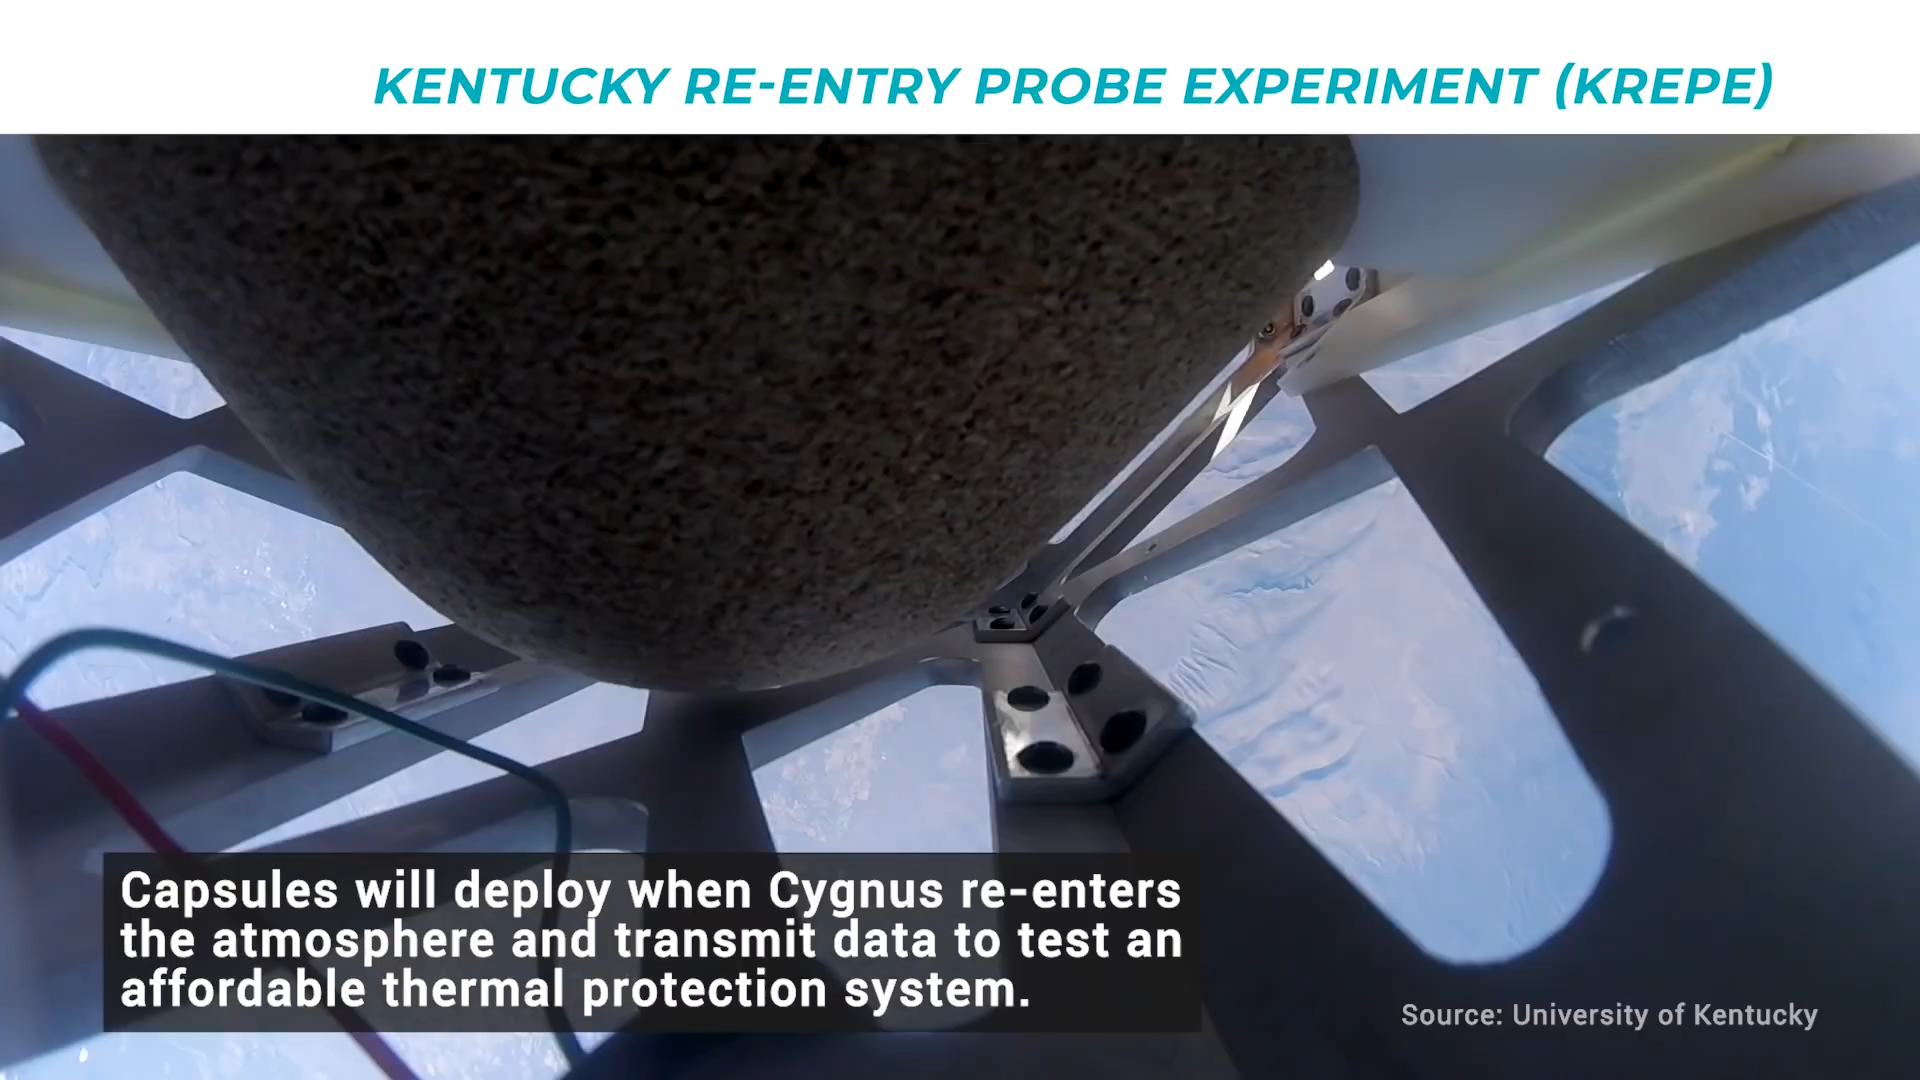 KENTUCKY RE-ENTRY PROBE EXPERIMENT (KREPE)
Capsules will deploy when Cygnus re-enters
the atmosphere and transmit data to test an
affordable thermal protection system.
Source: University of Kentucky